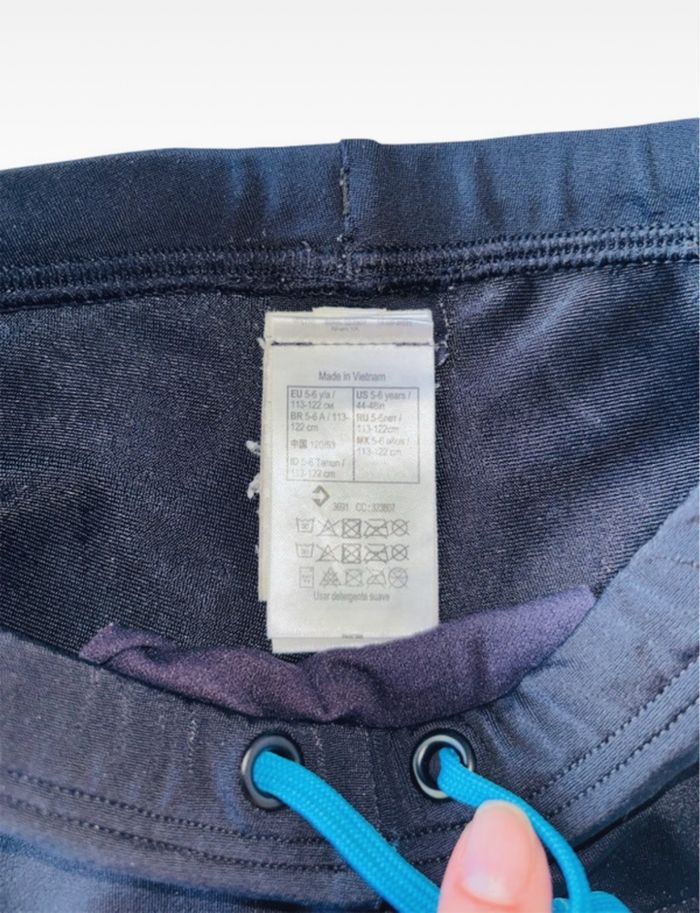 Made in Vietnam
EU 5-6 y/a /
113-122 см
BR 5-6 A / 113-
122 cm
中国 120/53
ID 5-6 Tahun /
113-122 cm
US 5-6 years /
44-48in
RU 5-6лет /
113-122cm
MX 5-6 años /
113-122 cm
3691 CC: 323807
Usar detergente suave